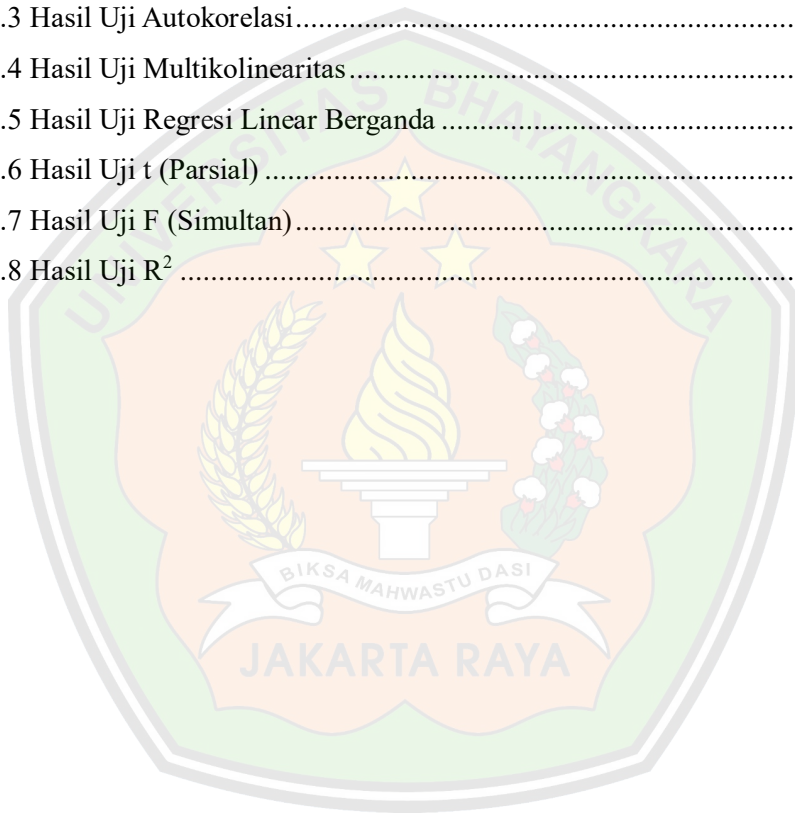 .3 Hasil Uji Autokorelasi........................................................................
.4 Hasil Uji Multikolinearitas................................................................
.5 Hasil Uji Regresi Linear Berganda ...................................................
.6 Hasil Uji t (Parsial) ............................................................................
.7 Hasil Uji F (Simultan)........................................................................
.8 Hasil Uji R² .........................................................................................
UNIVERSITAS BHAYANGKARA
BIKSA MAHWASTU DASI
JAKARTA RAYA